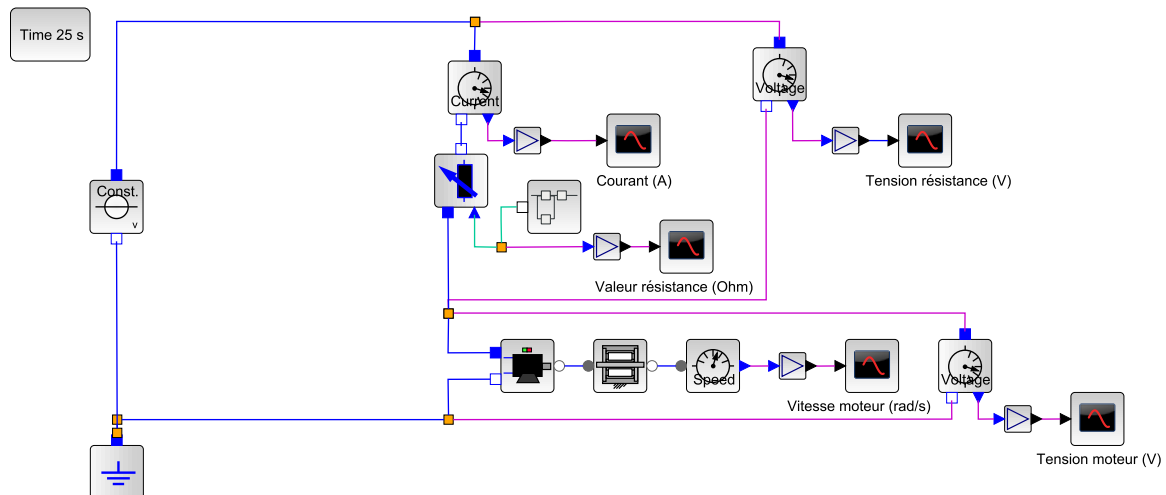 Time 25 s
Current
Voltage
Courant (A)
Tension résistance (V)
Const.
v
Valeur résistance (Ohm)
Speed
Voltage
Vitesse moteur (rad/s)
Tension moteur (V)